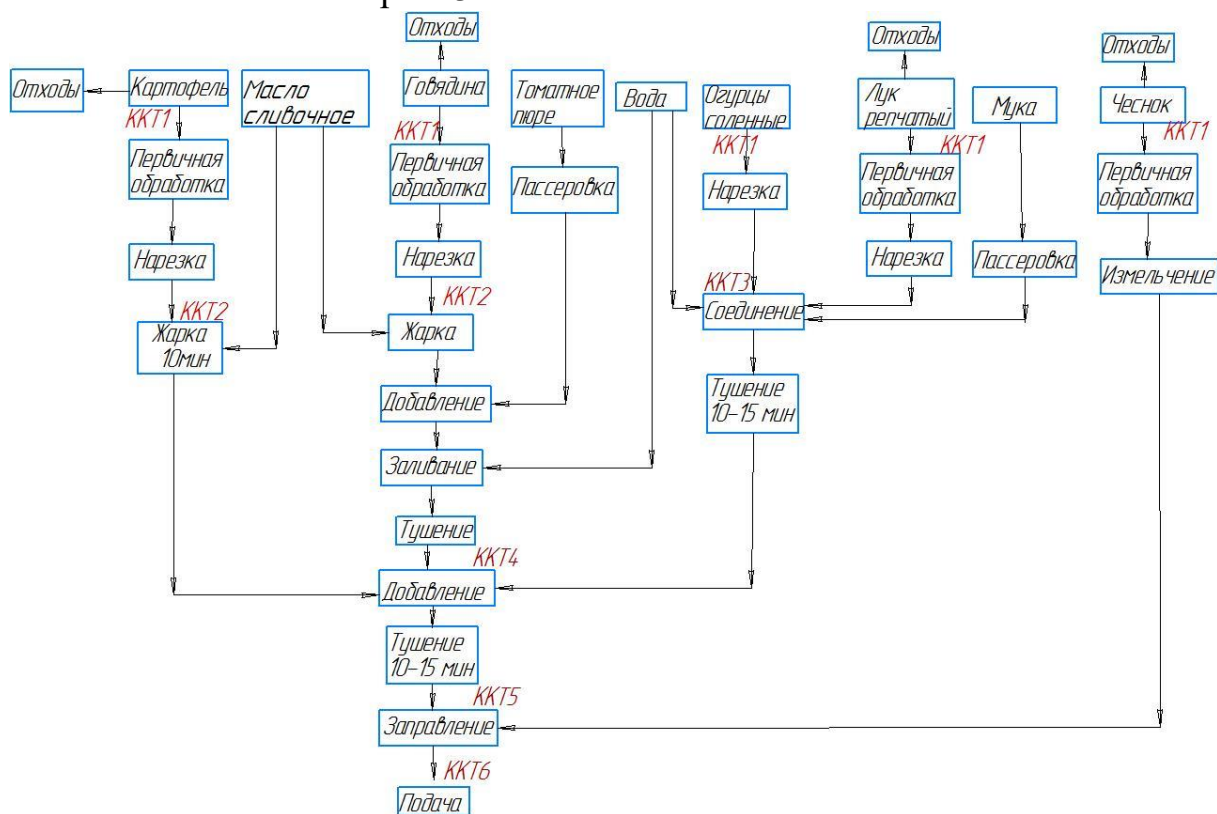 Отходы
Отходы
Отходы
Отходы
Картофель
Масло
сливочное
Говядина
Томатное
пюре
Вода
Огурцы
соленные
Лук
репчатый
Мука
Чеснок
ККТ1
ККТ1
ККТ1
ККТ1
ККТ1
Первичная
обработка
Первичная
обработка
Пассеровка
Нарезка
Первичная
обработка
Первичная
обработка
Нарезка
Нарезка
Нарезка
Пассеровка
Измельчение
ККТ2
ККТ2
ККТ3
Соединение
Жарка
10мин
Жарка
Добавление
Тушение
10-15 мин
Заливание
Тушение
ККТ4
Добавление
Тушение
10-15 мин
ККТ5
Заправление
ККТ6
Подача